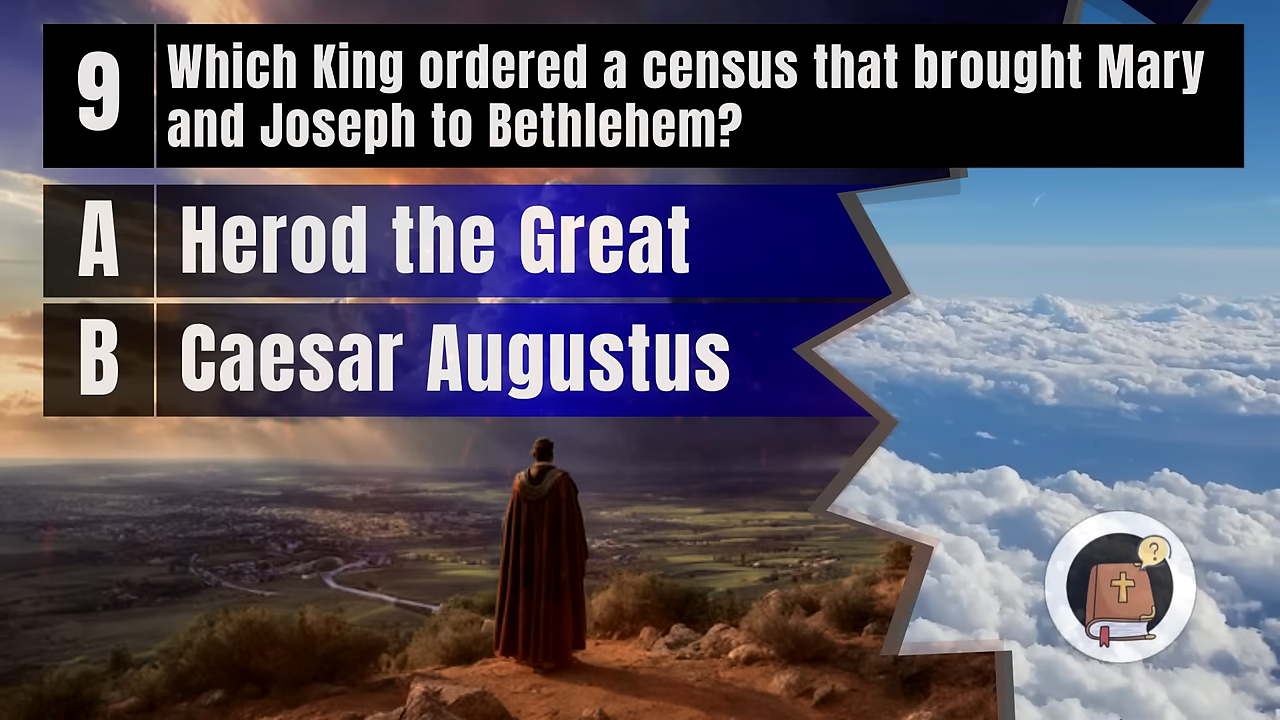 9
Which King ordered a census that brought Mary
and Joseph to Bethlehem?
A Herod the Great
B Caesar Augustus
?